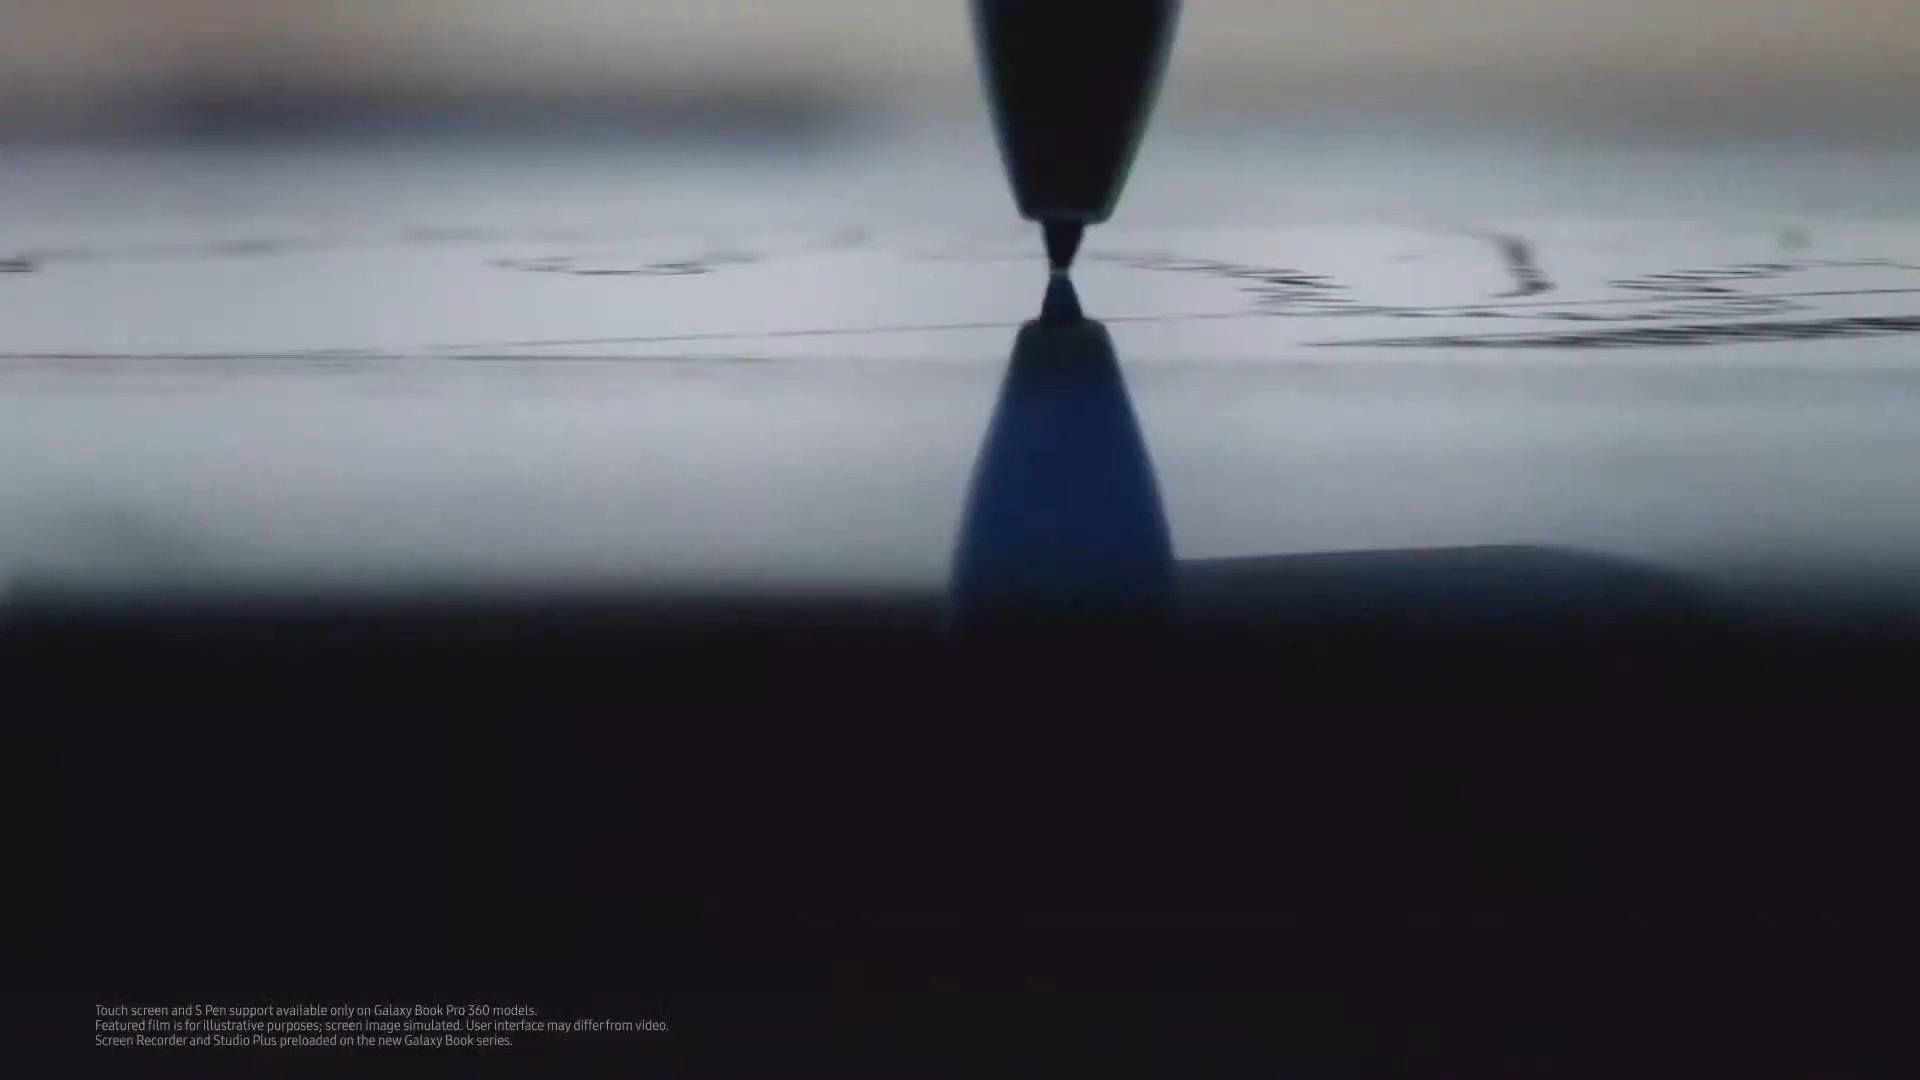 Touch screen and S Pen support available only on Galaxy Book Pro 360 models.
Featured film is for illustrative purposes; screen image simulated. User interface may differ from video.
Screen Recorder and Studio Plus preloaded on the new Galaxy Book series.